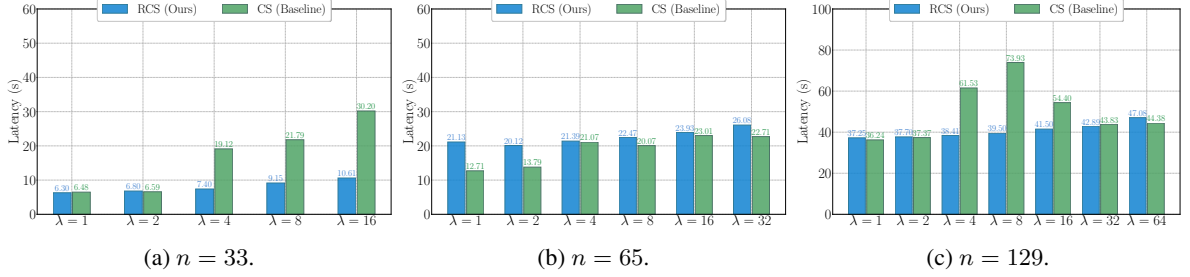 RCS (Ours) CS (Baseline)
60
50
40
30
20
10
0
Latency (s)
6.30 6.48 6.80 6.59 7.40 19.12 9.15 21.79 10.61 30.20
λ = 1 λ = 2 λ = 4 λ = 8 λ = 16
(a) n = 33.
RCS (Ours) CS (Baseline)
60
50
40
30
20
10
0
Latency (s)
21.13 12.71 20.12 13.79 21.39 21.07 22.47 20.07 23.93 23.01 26.08 22.71
λ = 1 λ = 2 λ = 4 λ = 8 λ = 16 λ = 32
(b) n = 65.
RCS (Ours) CS (Baseline)
100
80
60
40
20
0
Latency (s)
37.25 36.24 37.70 37.37 38.41 61.53 39.50 73.93 41.50 54.40 42.89 43.83 47.08 44.38
λ = 1 λ = 2 λ = 4 λ = 8 λ = 16 λ = 32 λ = 64
(c) n = 129.